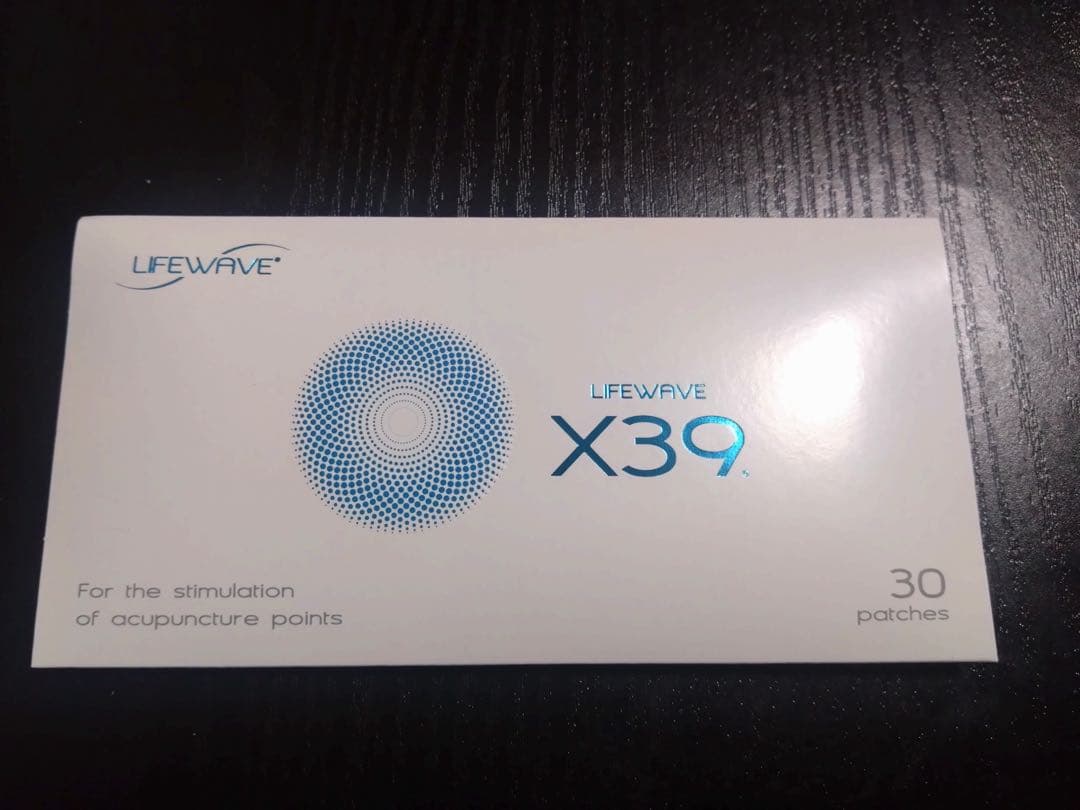 LIFEWAVE
LIFEWAVE
X39
For the stimulation
of acupuncture points
30
patches